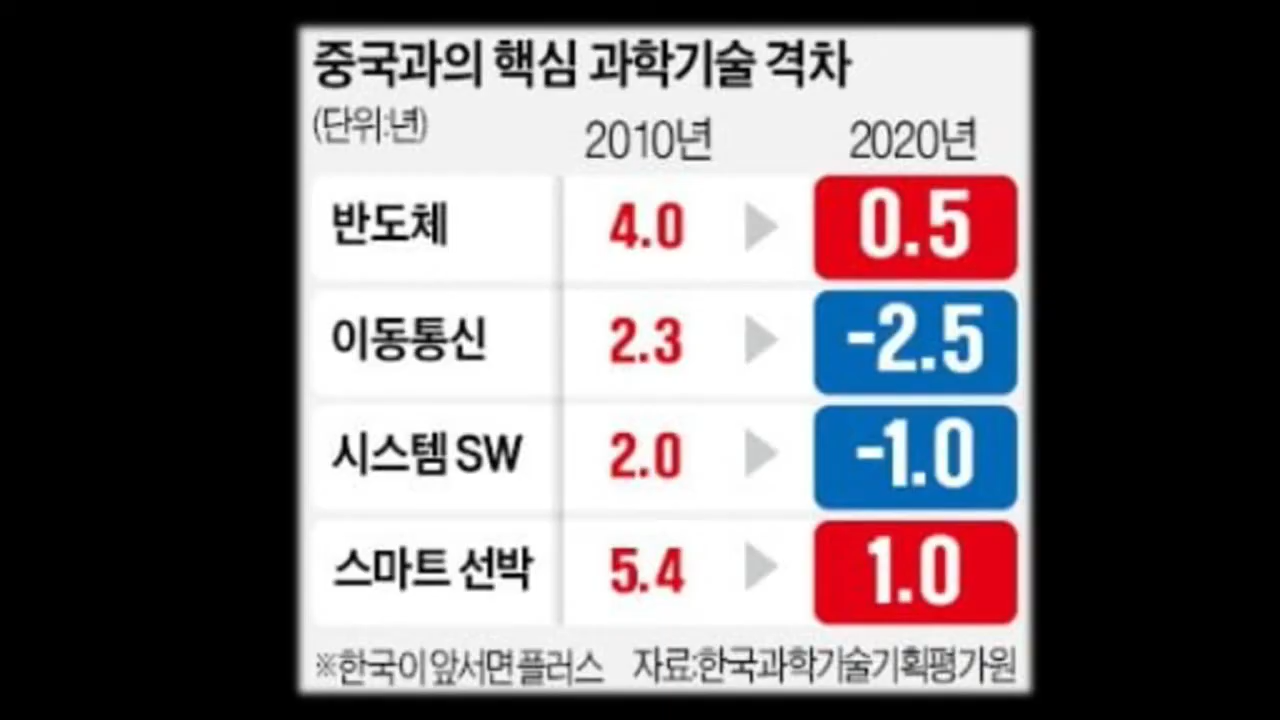 중국과의 핵심 과학기술 격차
(단위:년) 2010년 2020년
반도체 4.0 ▶ 0.5
이동통신 2.3 ▶ -2.5
시스템 SW 2.0 ▶ -1.0
스마트 선박 5.4 ▶ 1.0
※한국이 앞서면 플러스 자료:한국과학기술기획평가원